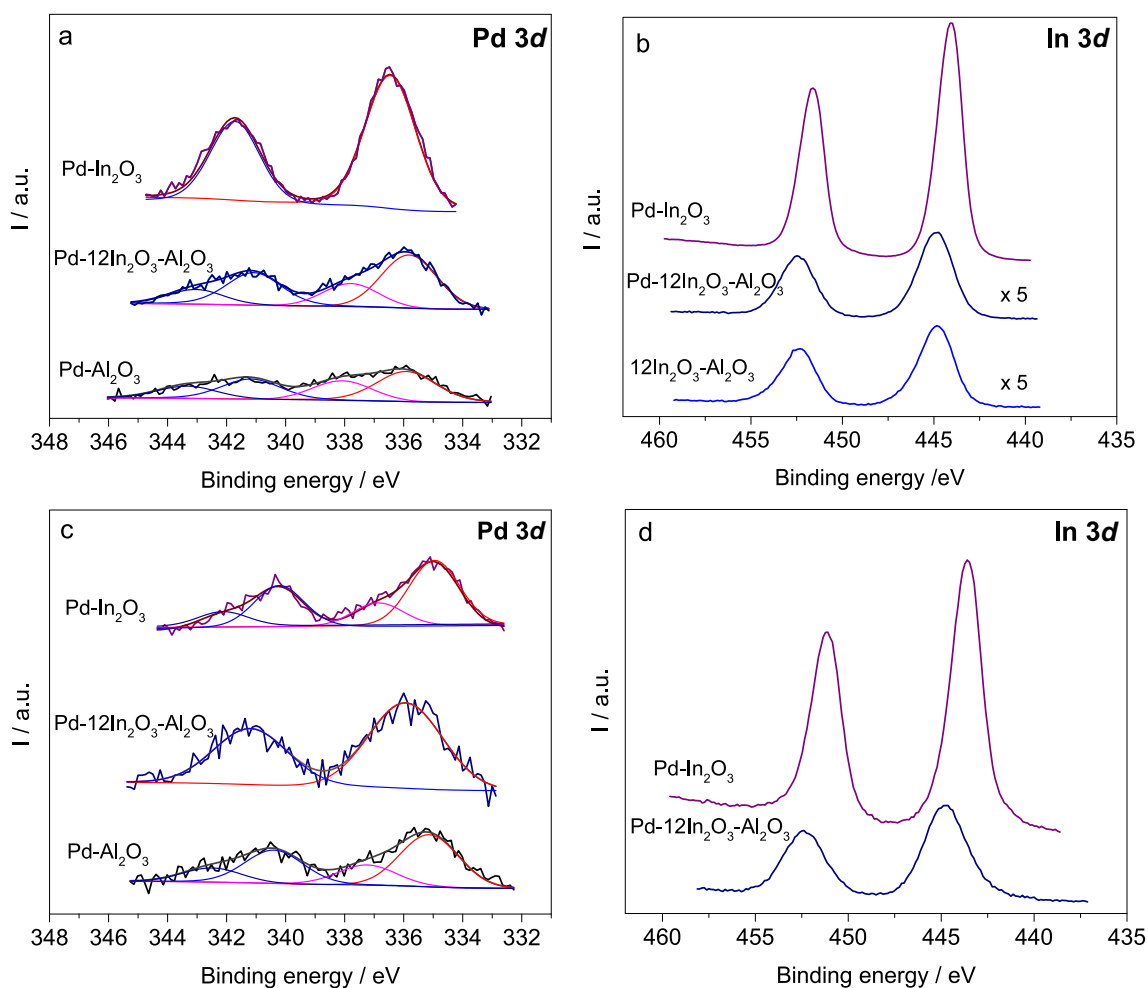 a
Pd 3d
Pd-In₂O₃
Pd-12In₂O₃-Al₂O₃
Pd-Al₂O₃
I / a.u.
348 346 344 342 340 338 336 334 332
Binding energy / eV
b
In 3d
Pd-In₂O₃
Pd-12In₂O₃-Al₂O₃
x 5
12In₂O₃-Al₂O₃
x 5
I / a.u.
460 455 450 445 440 435
Binding energy /eV
c
Pd 3d
Pd-In₂O₃
Pd-12In₂O₃-Al₂O₃
Pd-Al₂O₃
I / a.u.
348 346 344 342 340 338 336 334 332
Binding energy / eV
d
In 3d
Pd-In₂O₃
Pd-12In₂O₃-Al₂O₃
I / a.u.
460 455 450 445 440 435
Binding energy / eV